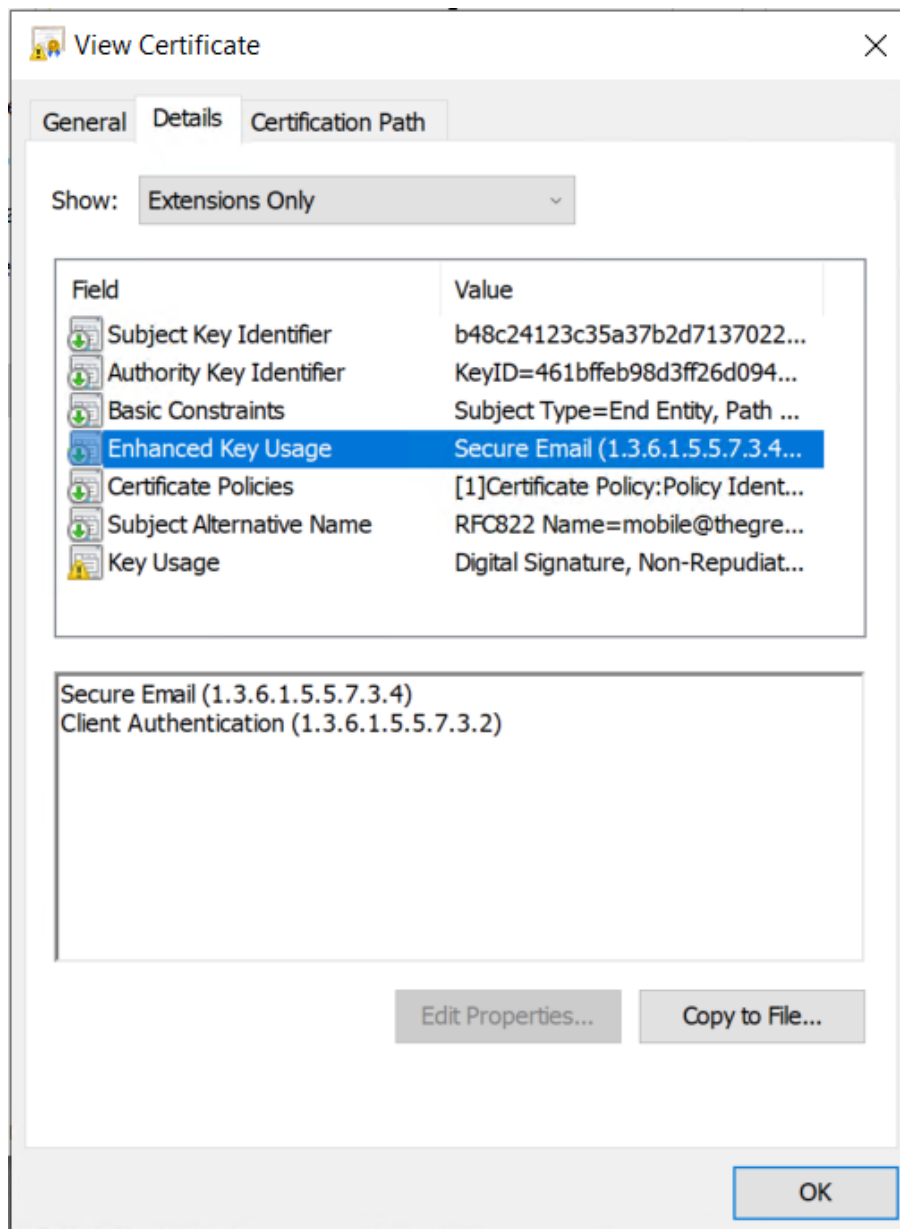 View Certificate
General Details Certification Path
Show: Extensions Only
Field Value
Subject Key Identifier b48c24123c35a37b2d7137022...
Authority Key Identifier KeyID=461bffeb98d3ff26d094...
Basic Constraints Subject Type=End Entity, Path ...
Enhanced Key Usage Secure Email (1.3.6.1.5.5.7.3.4...
Certificate Policies [1]Certificate Policy:Policy Ident...
Subject Alternative Name RFC822 Name=mobile@thegre...
Key Usage Digital Signature, Non-Repudiat...
Secure Email (1.3.6.1.5.5.7.3.4)
Client Authentication (1.3.6.1.5.5.7.3.2)
Edit Properties... Copy to File...
OK